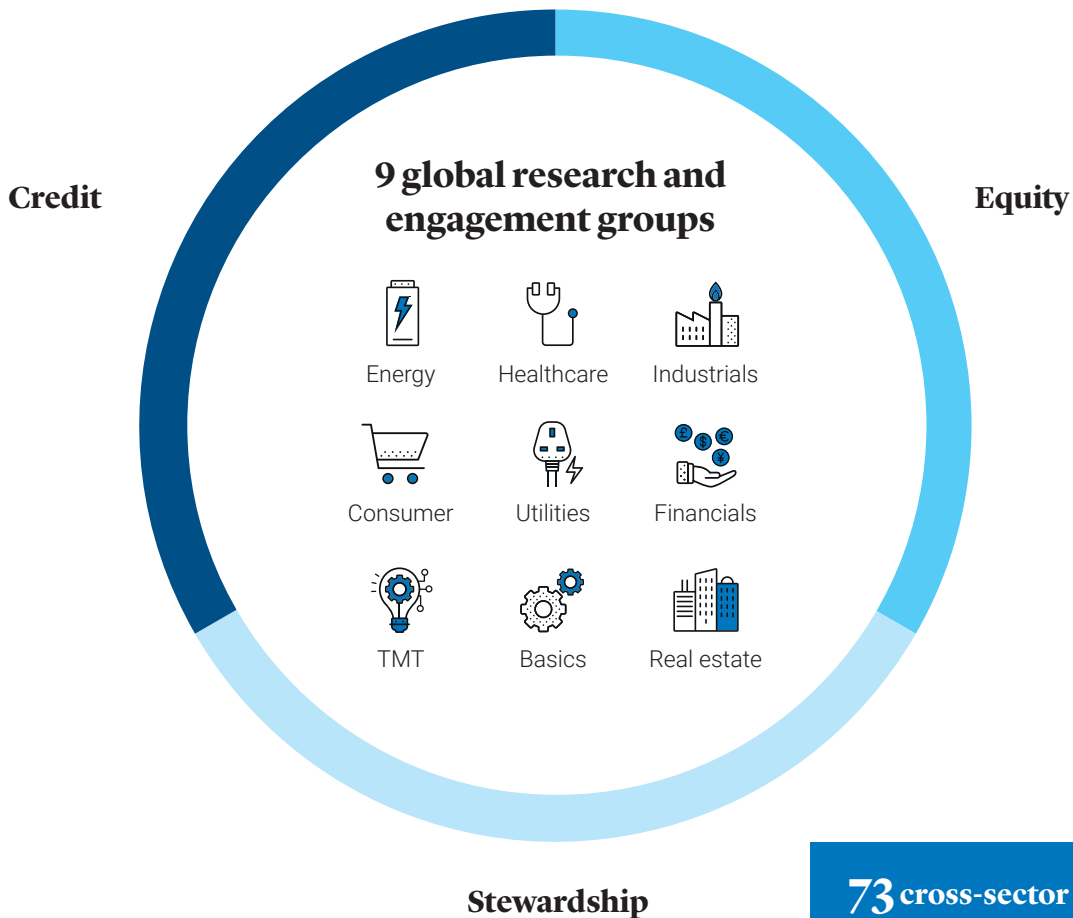 9 global research and
engagement groups
Credit
Equity
Energy
Healthcare
Industrials
£ $ € ¥
Consumer
Utilities
Financials
TMT
Basics
Real estate
Stewardship
73 cross-sector